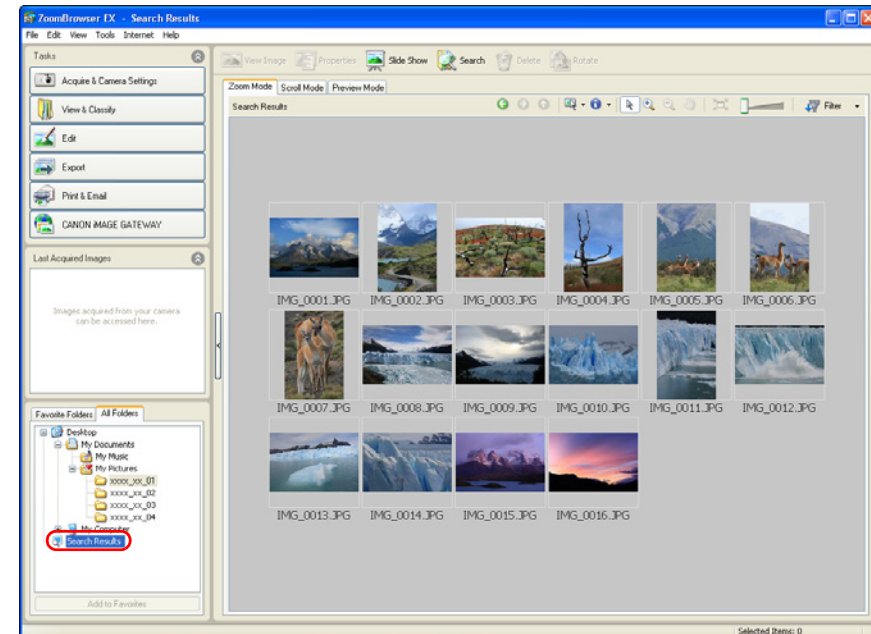 ZoomBrowser EX - Search Results
File Edit View Tools Internet Help
Tasks
Acquire & Camera Settings
View & Classify
Edit
Export
Print & Email
CANON iMAGE GATEWAY
Last Acquired Images
Images acquired from your camera
can be accessed here.
Favorite Folders All Folders
Desktop
My Documents
My Music
My Pictures
xxxx_xx_01
xxxx_xx_02
xxxx_xx_03
xxxx_xx_04
My Computer
Search Results
Add to Favorites
View Image Properties Slide Show Search Delete Rotate
Zoom Mode Scroll Mode Preview Mode
Search Results Filter
IMG_0001.JPG IMG_0002.JPG IMG_0003.JPG IMG_0004.JPG IMG_0005.JPG IMG_0006.JPG
IMG_0007.JPG IMG_0008.JPG IMG_0009.JPG IMG_0010.JPG IMG_0011.JPG IMG_0012.JPG
IMG_0013.JPG IMG_0014.JPG IMG_0015.JPG IMG_0016.JPG
Selected Items: 0